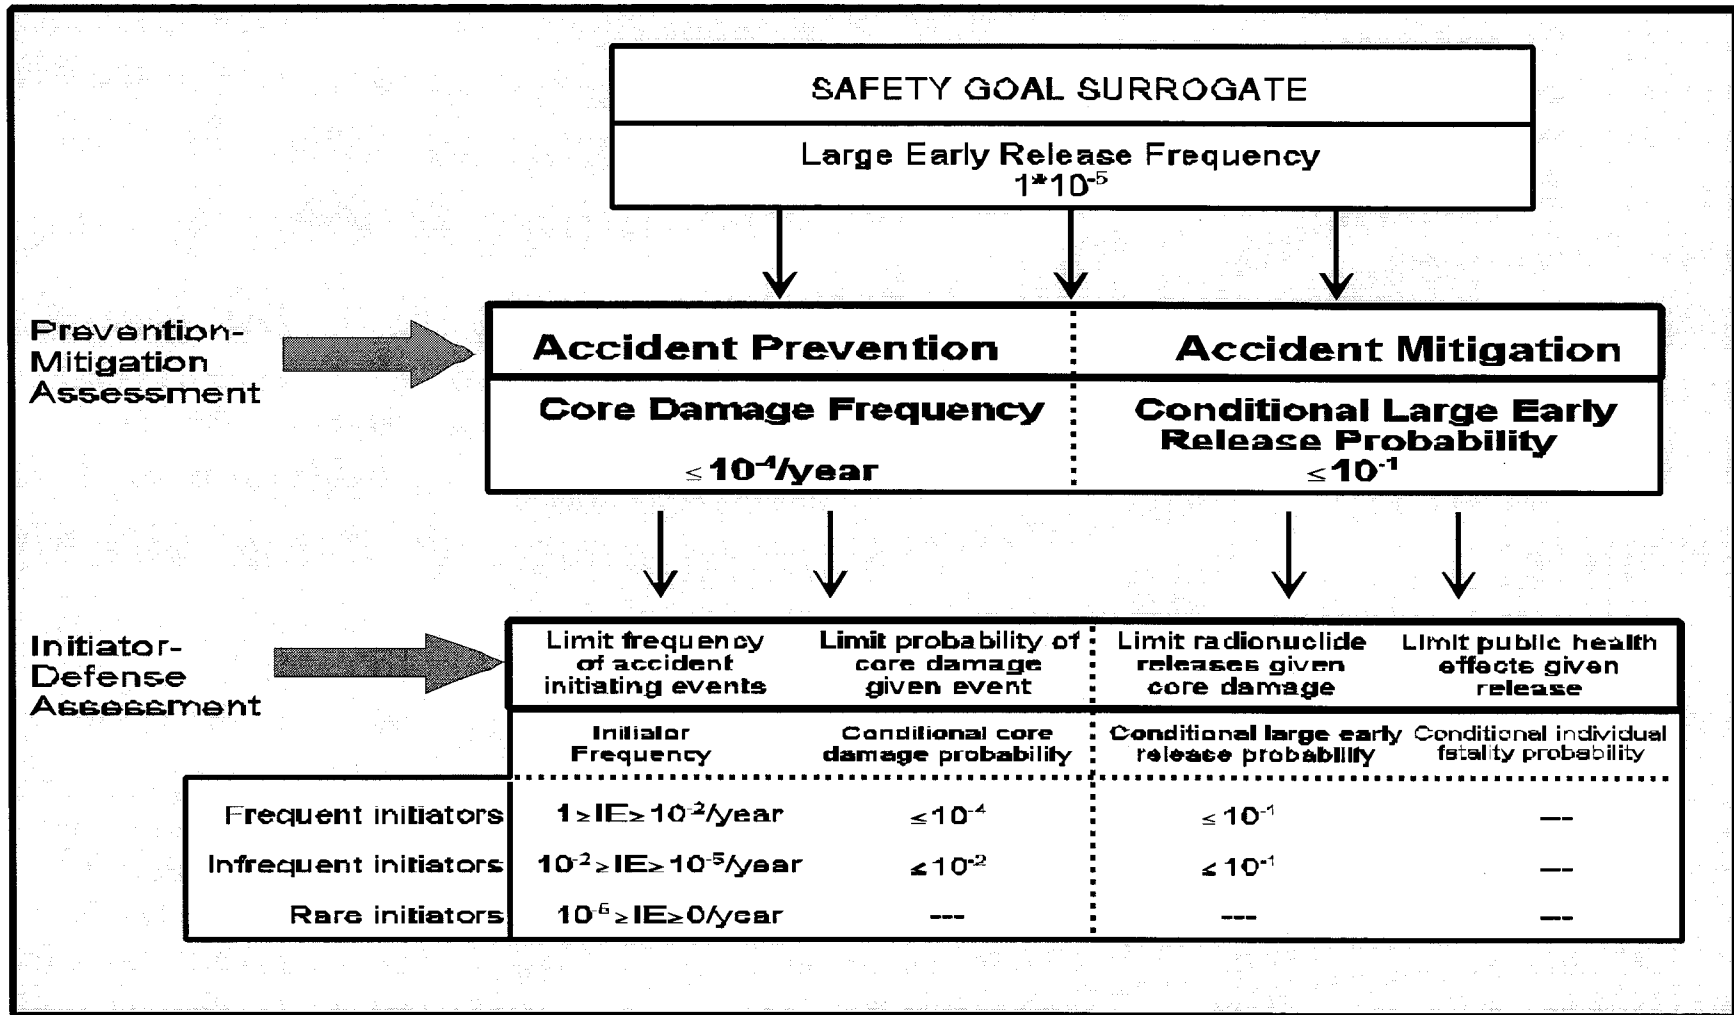 SAFETY GOAL SURROGATE
Large Early Release Frequency
1*10⁻⁵
Prevention-
Mitigation
Assessment
Accident Prevention
Accident Mitigation
Core Damage Frequency
≤10⁻⁴/year
Conditional Large Early
Release Probability
≤10⁻¹
Initiator-
Defense
Assessment
Limit frequency
of accident
initiating events
Limit probability of
core damage
given event
Limit radionuclide
releases given
core damage
Limit public health
effects given
release
Initiator
Frequency
Conditional core
damage probability
Conditional large early
release probability
Conditional individual
fatality probability
Frequent initiators 1≥IE≥10⁻²/year ≤10⁻⁴ ≤10⁻¹ ---
Infrequent initiators 10⁻²≥IE≥10⁻⁵/year ≤10⁻² ≤10⁻¹ ---
Rare initiators 10⁻⁵≥IE≥0/year --- --- ---